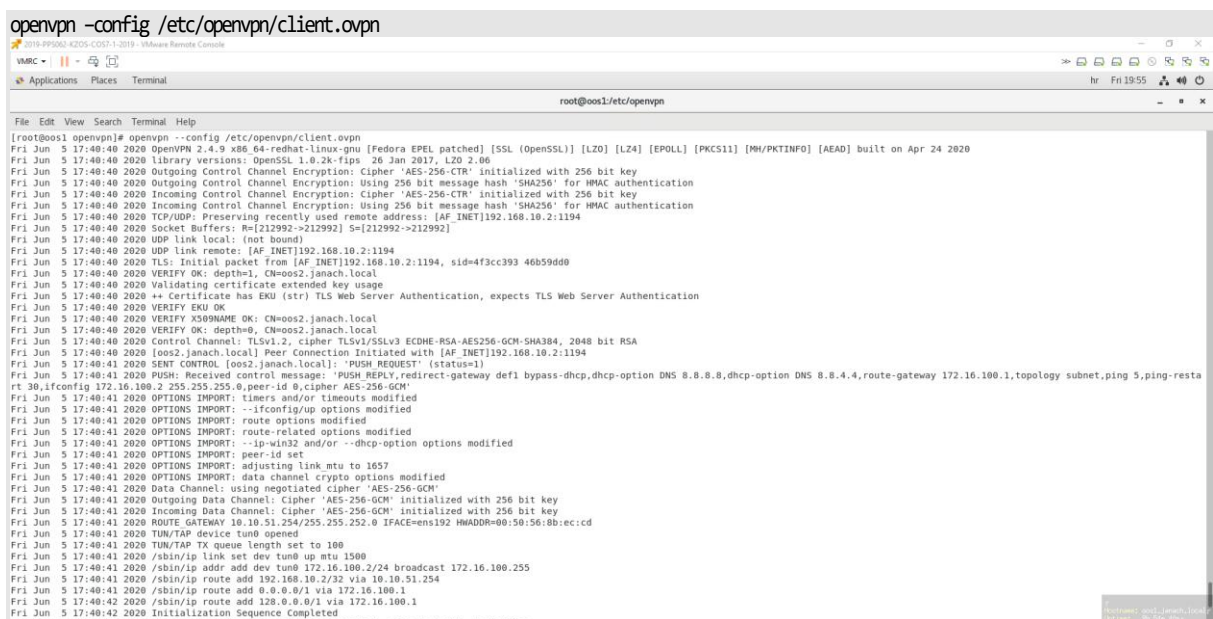 openvpn –config /etc/openvpn/client.ovpn
2019-PPS062-KZOS-COS7-1-2019 - VMware Remote Console
VMRC
Applications Places Terminal
hr Fri 19:55
root@oos1:/etc/openvpn
File Edit View Search Terminal Help
[root@oos1 openvpn]# openvpn --config /etc/openvpn/client.ovpn
Fri Jun 5 17:40:40 2020 OpenVPN 2.4.9 x86_64-redhat-linux-gnu [Fedora EPEL patched] [SSL (OpenSSL)] [LZO] [LZ4] [EPOLL] [PKCS11] [MH/PKTINFO] [AEAD] built on Apr 24 2020
Fri Jun 5 17:40:40 2020 library versions: OpenSSL 1.0.2k-fips 26 Jan 2017, LZO 2.06
Fri Jun 5 17:40:40 2020 Outgoing Control Channel Encryption: Cipher 'AES-256-CTR' initialized with 256 bit key
Fri Jun 5 17:40:40 2020 Outgoing Control Channel Encryption: Using 256 bit message hash 'SHA256' for HMAC authentication
Fri Jun 5 17:40:40 2020 Incoming Control Channel Encryption: Cipher 'AES-256-CTR' initialized with 256 bit key
Fri Jun 5 17:40:40 2020 Incoming Control Channel Encryption: Using 256 bit message hash 'SHA256' for HMAC authentication
Fri Jun 5 17:40:40 2020 TCP/UDP: Preserving recently used remote address: [AF_INET]192.168.10.2:1194
Fri Jun 5 17:40:40 2020 Socket Buffers: R=[212992->212992] S=[212992->212992]
Fri Jun 5 17:40:40 2020 UDP link local: (not bound)
Fri Jun 5 17:40:40 2020 UDP link remote: [AF_INET]192.168.10.2:1194
Fri Jun 5 17:40:40 2020 TLS: Initial packet from [AF_INET]192.168.10.2:1194, sid=4f3cc393 46b59dd0
Fri Jun 5 17:40:40 2020 VERIFY OK: depth=1, CN=oos2.janach.local
Fri Jun 5 17:40:40 2020 Validating certificate extended key usage
Fri Jun 5 17:40:40 2020 ++ Certificate has EKU (str) TLS Web Server Authentication, expects TLS Web Server Authentication
Fri Jun 5 17:40:40 2020 VERIFY EKU OK
Fri Jun 5 17:40:40 2020 VERIFY X509NAME OK: CN=oos2.janach.local
Fri Jun 5 17:40:40 2020 VERIFY OK: depth=0, CN=oos2.janach.local
Fri Jun 5 17:40:40 2020 Control Channel: TLSv1.2, cipher TLSv1/SSLv3 ECDHE-RSA-AES256-GCM-SHA384, 2048 bit RSA
Fri Jun 5 17:40:40 2020 [oos2.janach.local] Peer Connection Initiated with [AF_INET]192.168.10.2:1194
Fri Jun 5 17:40:41 2020 SENT CONTROL [oos2.janach.local]: 'PUSH_REQUEST' (status=1)
Fri Jun 5 17:40:41 2020 PUSH: Received control message: 'PUSH_REPLY,redirect-gateway def1 bypass-dhcp,dhcp-option DNS 8.8.8.8,dhcp-option DNS 8.8.4.4,route-gateway 172.16.100.1,topology subnet,ping 5,ping-resta
rt 30,ifconfig 172.16.100.2 255.255.255.0,peer-id 0,cipher AES-256-GCM'
Fri Jun 5 17:40:41 2020 OPTIONS IMPORT: timers and/or timeouts modified
Fri Jun 5 17:40:41 2020 OPTIONS IMPORT: --ifconfig/up options modified
Fri Jun 5 17:40:41 2020 OPTIONS IMPORT: route options modified
Fri Jun 5 17:40:41 2020 OPTIONS IMPORT: route-related options modified
Fri Jun 5 17:40:41 2020 OPTIONS IMPORT: --ip-win32 and/or --dhcp-option options modified
Fri Jun 5 17:40:41 2020 OPTIONS IMPORT: peer-id set
Fri Jun 5 17:40:41 2020 OPTIONS IMPORT: adjusting link_mtu to 1657
Fri Jun 5 17:40:41 2020 OPTIONS IMPORT: data channel crypto options modified
Fri Jun 5 17:40:41 2020 Data Channel: using negotiated cipher 'AES-256-GCM'
Fri Jun 5 17:40:41 2020 Outgoing Data Channel: Cipher 'AES-256-GCM' initialized with 256 bit key
Fri Jun 5 17:40:41 2020 Incoming Data Channel: Cipher 'AES-256-GCM' initialized with 256 bit key
Fri Jun 5 17:40:41 2020 ROUTE_GATEWAY 10.10.51.254/255.255.252.0 IFACE=ens192 HWADDR=00:50:56:8b:ec:cd
Fri Jun 5 17:40:41 2020 TUN/TAP device tun0 opened
Fri Jun 5 17:40:41 2020 TUN/TAP TX queue length set to 100
Fri Jun 5 17:40:41 2020 /sbin/ip link set dev tun0 up mtu 1500
Fri Jun 5 17:40:41 2020 /sbin/ip addr add dev tun0 172.16.100.2/24 broadcast 172.16.100.255
Fri Jun 5 17:40:41 2020 /sbin/ip route add 192.168.10.2/32 via 10.10.51.254
Fri Jun 5 17:40:41 2020 /sbin/ip route add 0.0.0.0/1 via 172.16.100.1
Fri Jun 5 17:40:42 2020 /sbin/ip route add 128.0.0.0/1 via 172.16.100.1
Fri Jun 5 17:40:42 2020 Initialization Sequence Completed